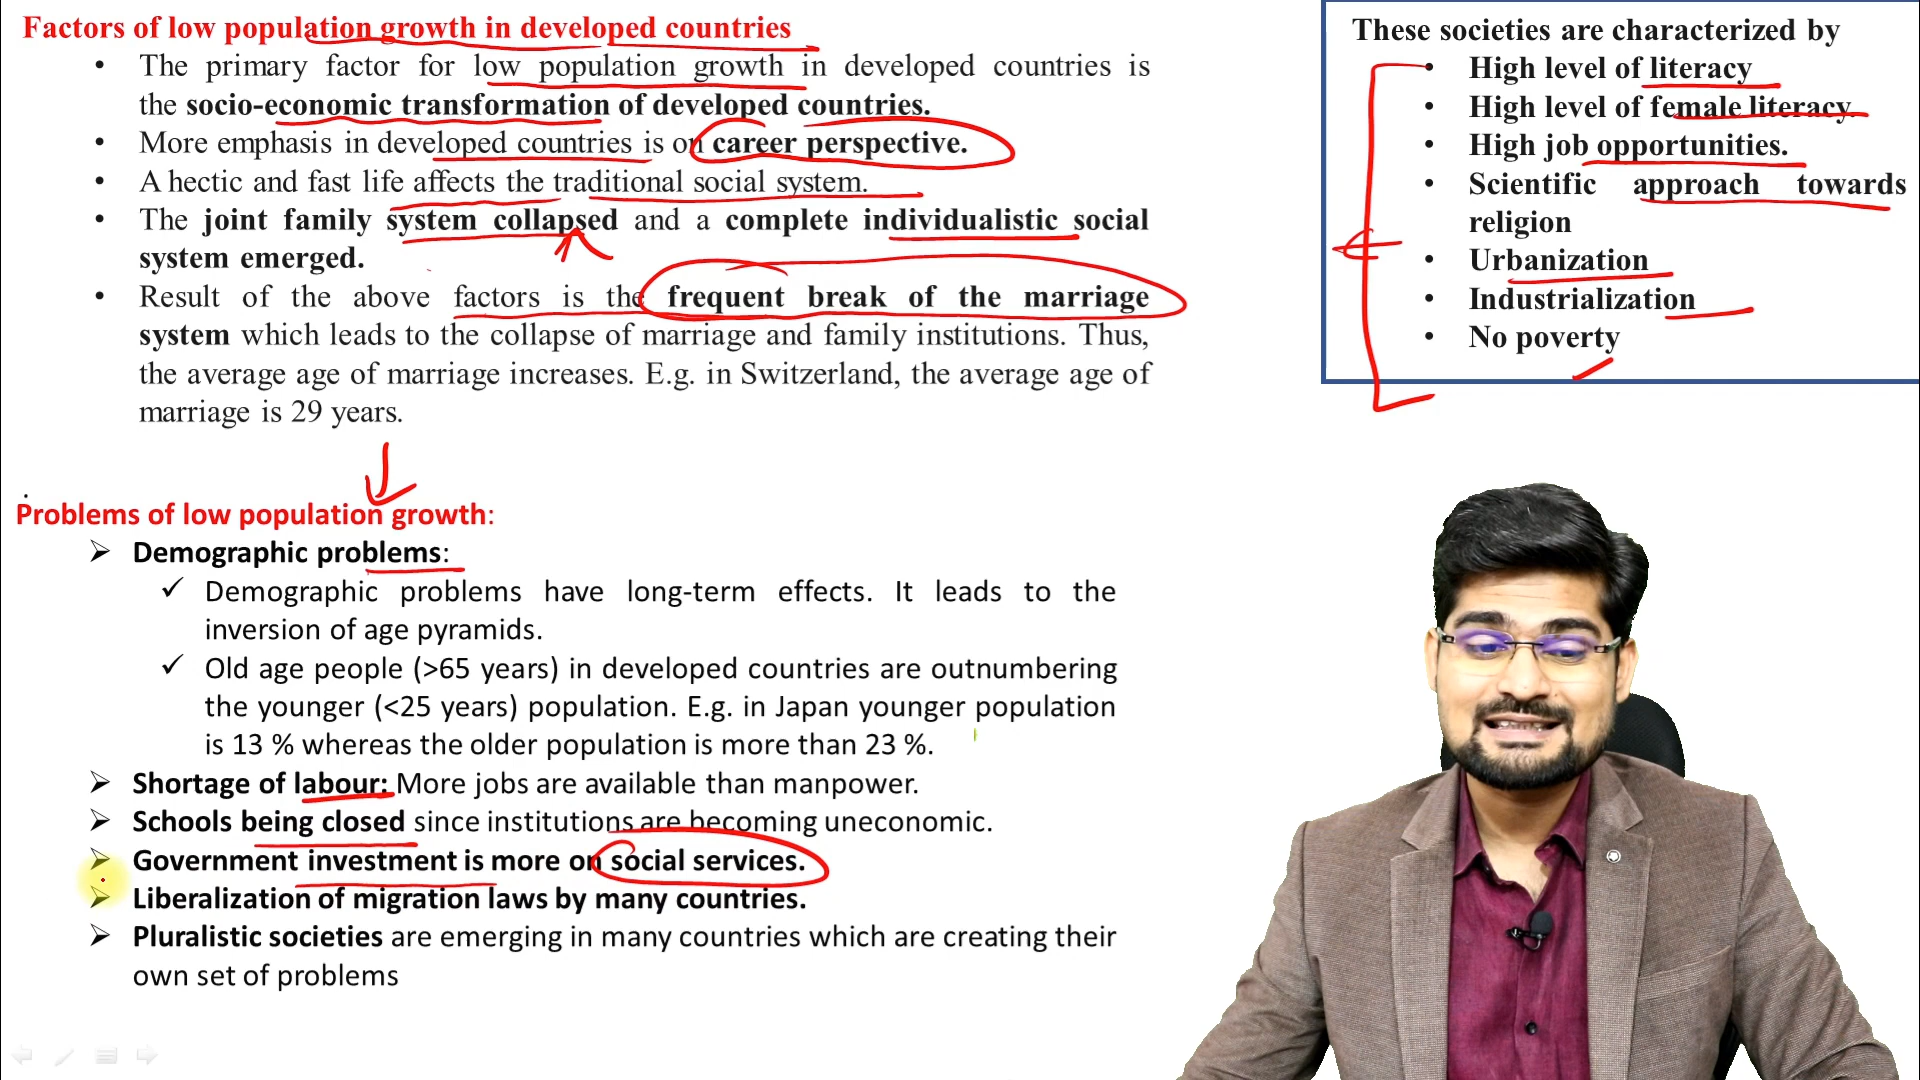 Factors of low population growth in developed countries
• The primary factor for low population growth in developed countries is
the socio-economic transformation of developed countries.
• More emphasis in developed countries is on career perspective.
• A hectic and fast life affects the traditional social system.
• The joint family system collapsed and a complete individualistic social
system emerged.
• Result of the above factors is the frequent break of the marriage
system which leads to the collapse of marriage and family institutions. Thus,
the average age of marriage increases. E.g. in Switzerland, the average age of
marriage is 29 years.
These societies are characterized by
• High level of literacy
• High level of female literacy.
• High job opportunities.
• Scientific approach towards
religion
• Urbanization
• Industrialization
• No poverty
Problems of low population growth:
➢ Demographic problems:
✓ Demographic problems have long-term effects. It leads to the
inversion of age pyramids.
✓ Old age people (>65 years) in developed countries are outnumbering
the younger (<25 years) population. E.g. in Japan younger population
is 13 % whereas the older population is more than 23 %.
➢ Shortage of labour: More jobs are available than manpower.
➢ Schools being closed since institutions are becoming uneconomic.
➢ Government investment is more on social services.
➢ Liberalization of migration laws by many countries.
➢ Pluralistic societies are emerging in many countries which are creating their
own set of problems